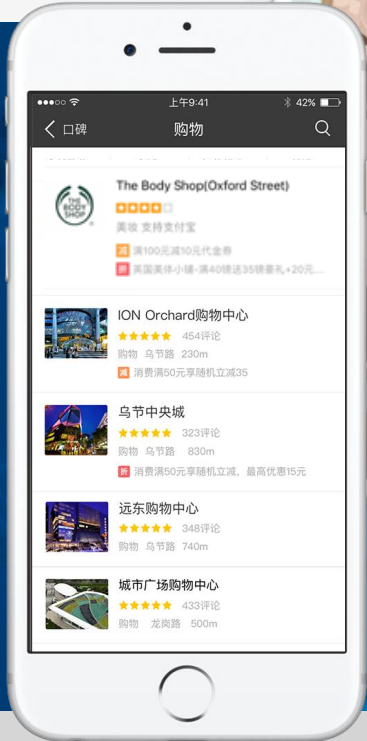 上午9:41
42%
口碑
购物
THE BODY SHOP
The Body Shop(Oxford Street)
美妆 支持支付宝
减 满100元减10元代金券
折 英国美体小铺-满40镑送35镑豪礼+20元...
ION Orchard购物中心
454评论
购物 乌节路 230m
减 消费满50元享随机立减35
乌节中央城
323评论
购物 乌节路 830m
折 消费满50元享随机立减，最高优惠15元
远东购物中心
348评论
购物 乌节路 740m
城市广场购物中心
433评论
购物 龙岗路 500m